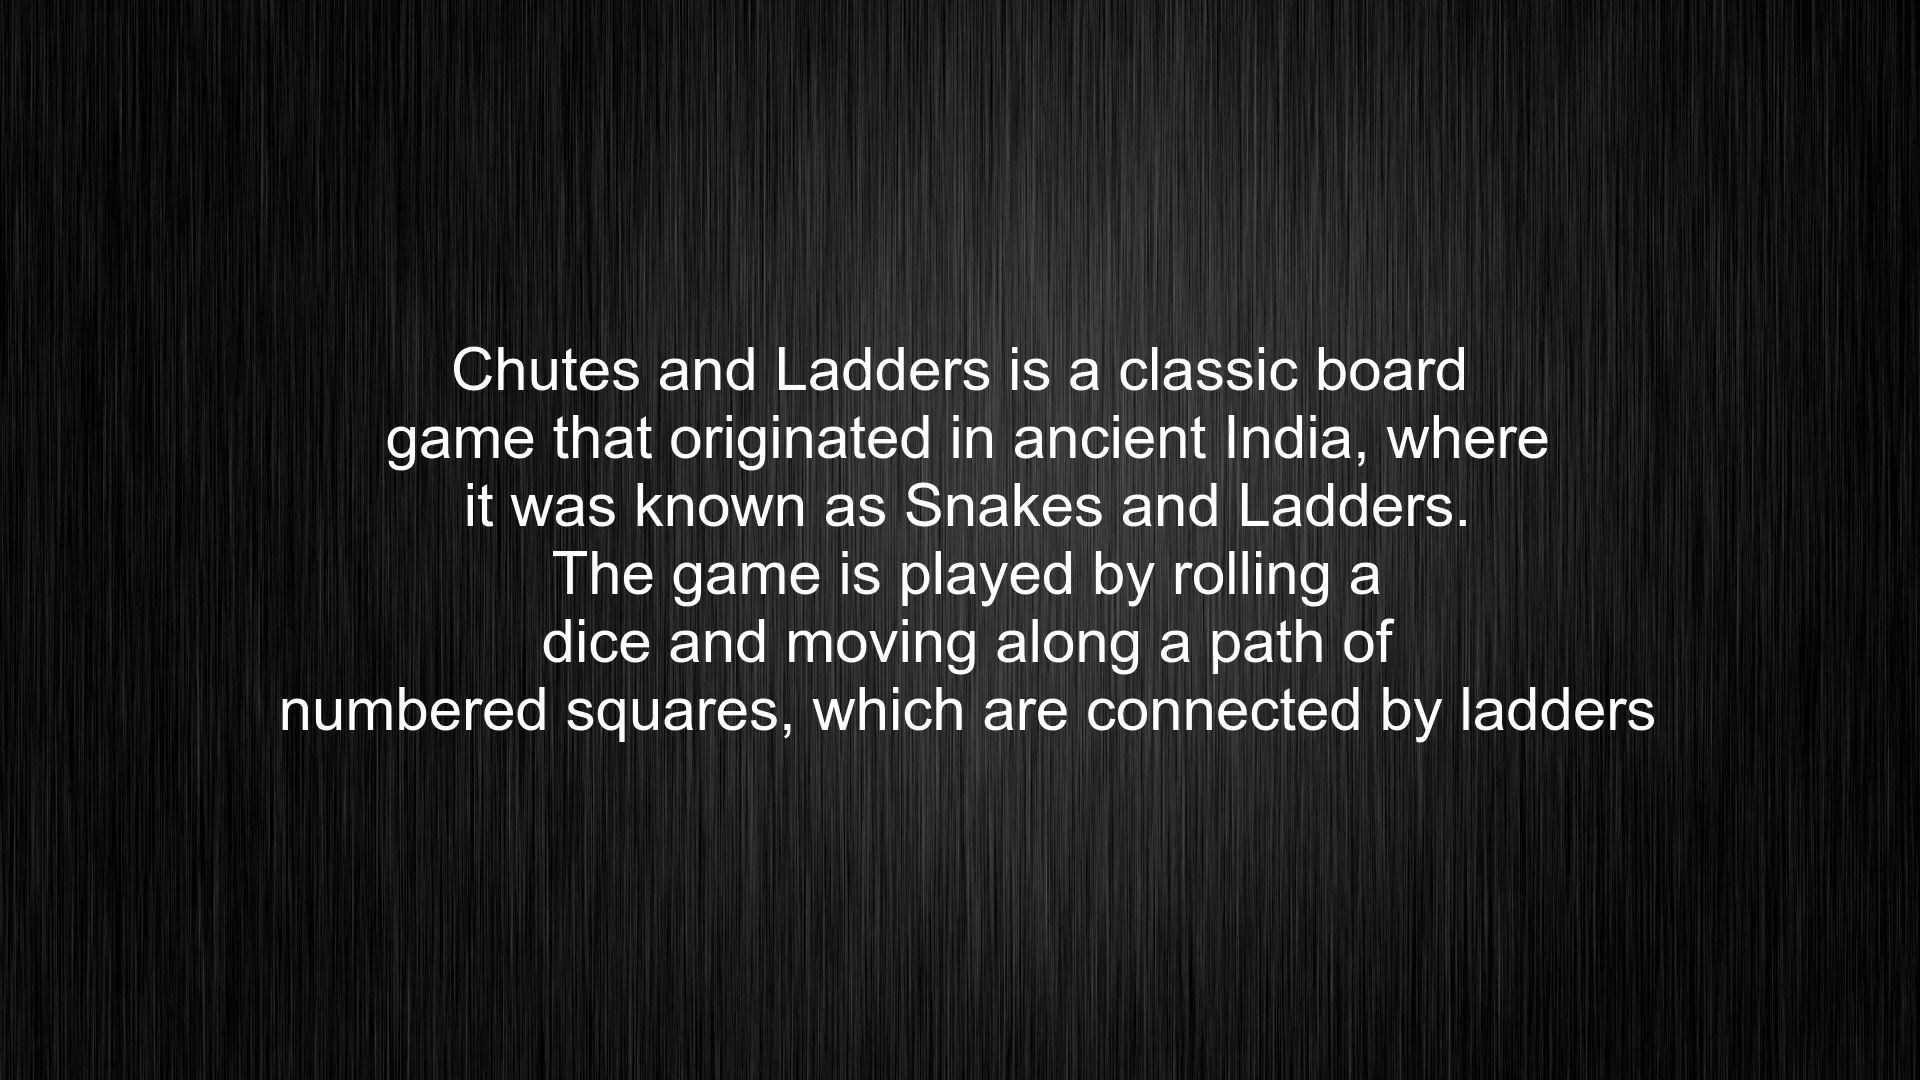 Chutes and Ladders is a classic board
game that originated in ancient India, where
it was known as Snakes and Ladders.
The game is played by rolling a
dice and moving along a path of
numbered squares, which are connected by ladders